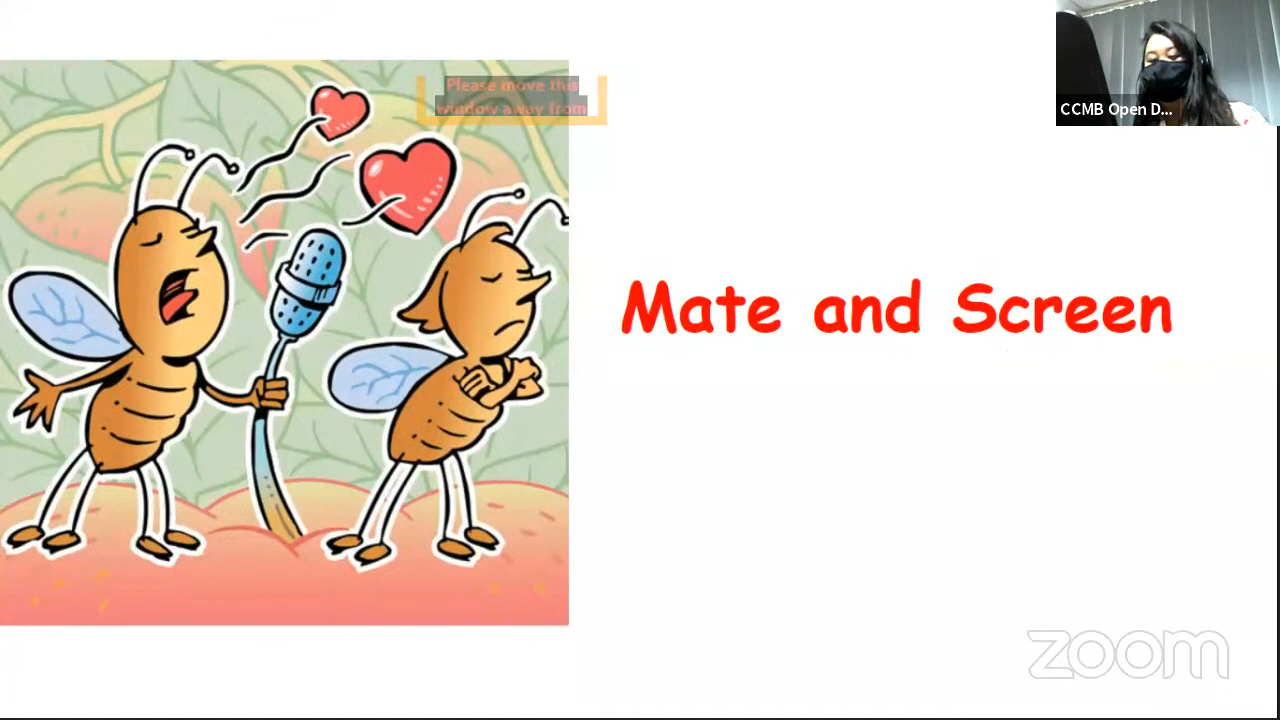 Please move this
window away from
CCMB Open D...
Mate and Screen
zoom